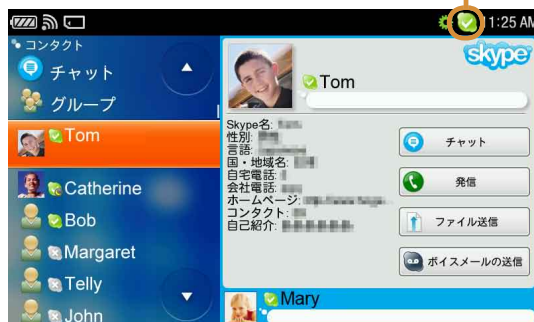 1:25 AM
コンタクト
チャット
グループ
Tom
Catherine
Bob
Margaret
Telly
John
skype
Tom
Skype名:
性別:
言語:
国・地域名:
自宅電話:
会社電話:
ホームページ:
コンタクト:
自己紹介:
チャット
発信
ファイル送信
ボイスメールの送信
Mary